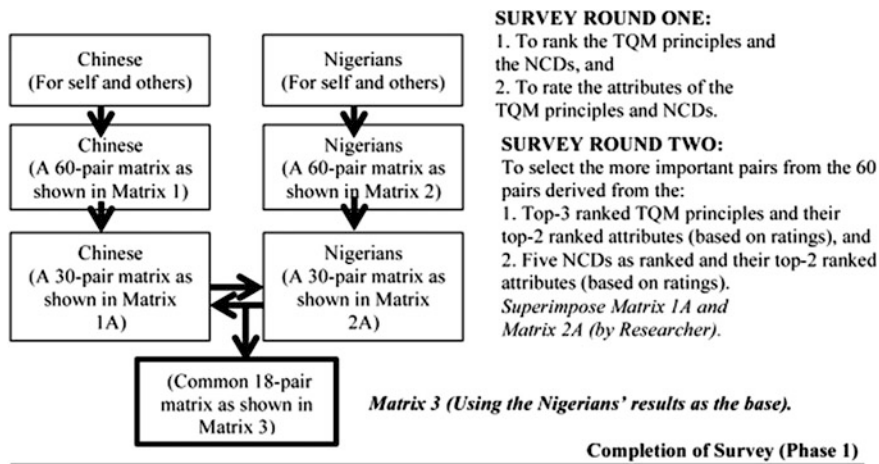 Chinese
(For self and others)
Nigerians
(For self and others)
SURVEY ROUND ONE:
1. To rank the TQM principles and
the NCDs, and
2. To rate the attributes of the
TQM principles and NCDs.
Chinese
(A 60-pair matrix as
shown in Matrix 1)
Nigerians
(A 60-pair matrix as
shown in Matrix 2)
SURVEY ROUND TWO:
To select the more important pairs from the 60
pairs derived from the:
1. Top-3 ranked TQM principles and their
top-2 ranked attributes (based on ratings), and
2. Five NCDs as ranked and their top-2 ranked
attributes (based on ratings).
Superimpose Matrix 1A and
Matrix 2A (by Researcher).
Chinese
(A 30-pair matrix as
shown in Matrix
1A)
Nigerians
(A 30-pair matrix as
shown in Matrix
2A)
(Common 18-pair
matrix as shown in
Matrix 3)
Matrix 3 (Using the Nigerians' results as the base).
Completion of Survey (Phase 1)